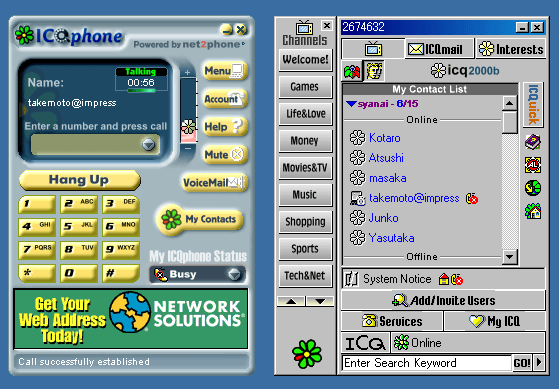 ICQphone
Powered by net2phone®
Talking
00:56
Name:
takemoto@impress
Enter a number and press call
Menu
Account
Help
Mute
VoiceMail
My Contacts
Hang Up
1
2 ABC
3 DEF
4 GHI
5 JKL
6 MNO
7 PQRS
8 TUV
9 WXYZ
*
0
#
My ICQphone Status
Busy
Get Your
Web Address
Today!
NETWORK
SOLUTIONS®
Call successfully established
Channels
Welcome!
Games
Life&Love
Money
Movies&TV
Music
Shopping
Sports
Tech&Net
2674632
ICQmail
Interests
icq2000b
My Contact List
syanai - 6/15
Online
Kotaro
Atsushi
masaka
takemoto@impress
Junko
Yasutaka
Offline
ICQuick
System Notice
Add/Invite Users
Services
My ICQ
ICQ
Online
Enter Search Keyword
GO!